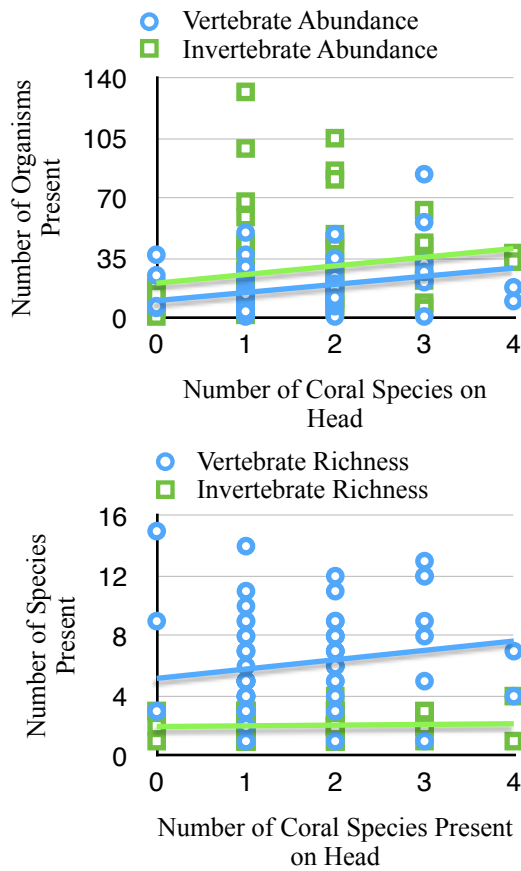 Vertebrate Abundance
Invertebrate Abundance
140
105
70
35
0
0 1 2 3 4
Number of Organisms
Present
Number of Coral Species on
Head
Vertebrate Richness
Invertebrate Richness
16
12
8
4
0
0 1 2 3 4
Number of Species
Present
Number of Coral Species Present
on Head